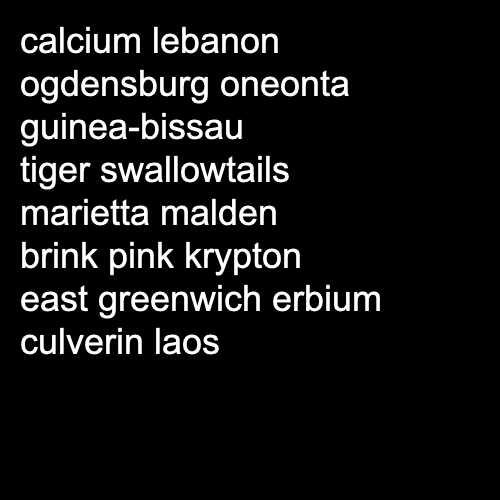 calcium lebanon
ogdensburg oneonta
guinea-bissau
tiger swallowtails
marietta malden
brink pink krypton
east greenwich erbium
culverin laos